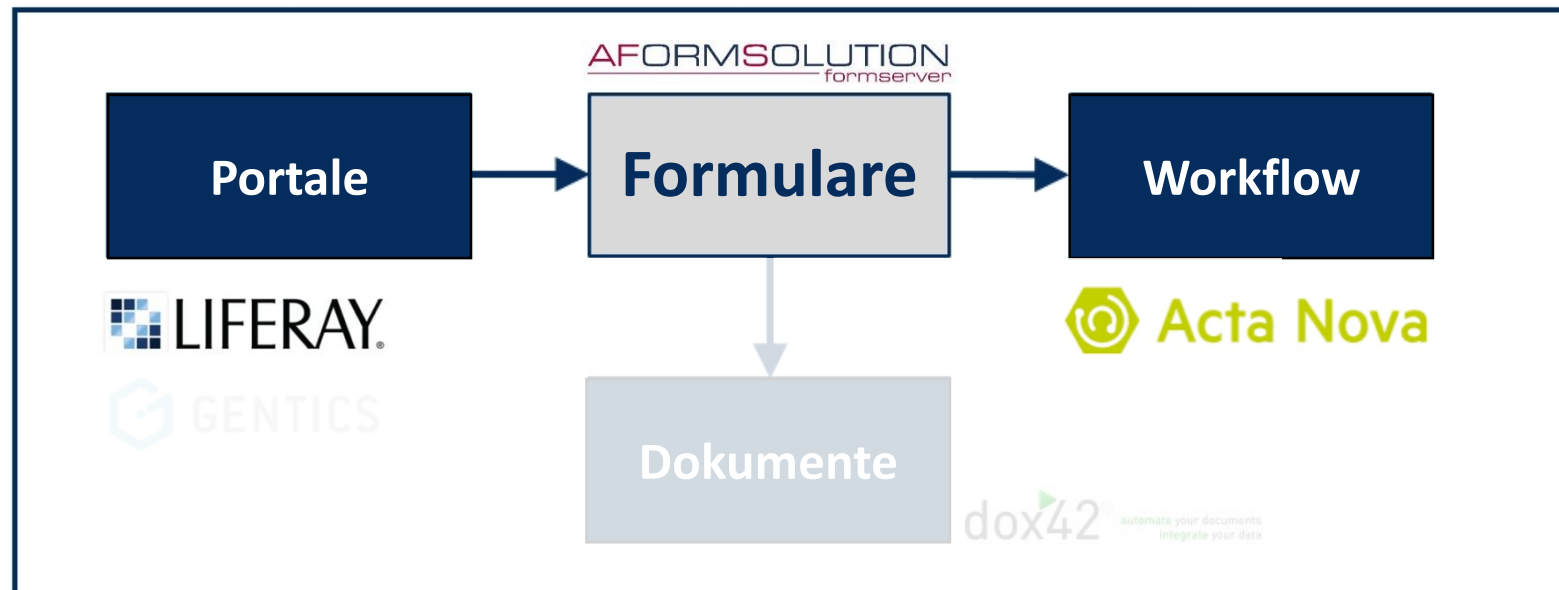 AFORMSOLUTION
formserver
Portale
Formulare
Workflow
LIFERAY.
Acta Nova
GENTICS
Dokumente
dox42
automate your documents
integrate your data